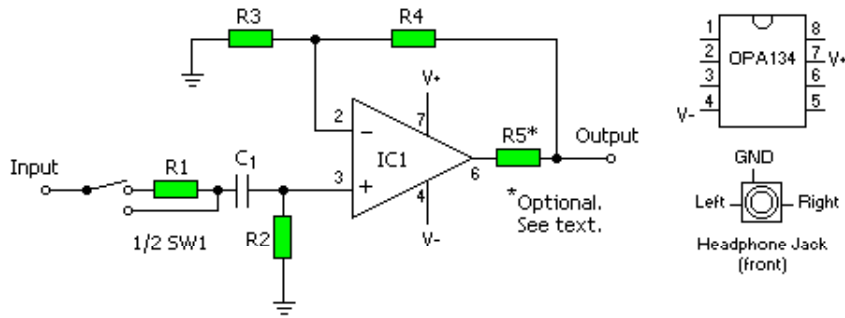 R3
R4
1
2
3
4
8
7
6
5
OPA134
V+
V-
V+
2
7
R5*
Output
Input
R1
C1
3
IC1
6
4
*Optional.
See text.
R2
1/2 SW1
V-
GND
Left
Right
Headphone Jack
(front)
-
+